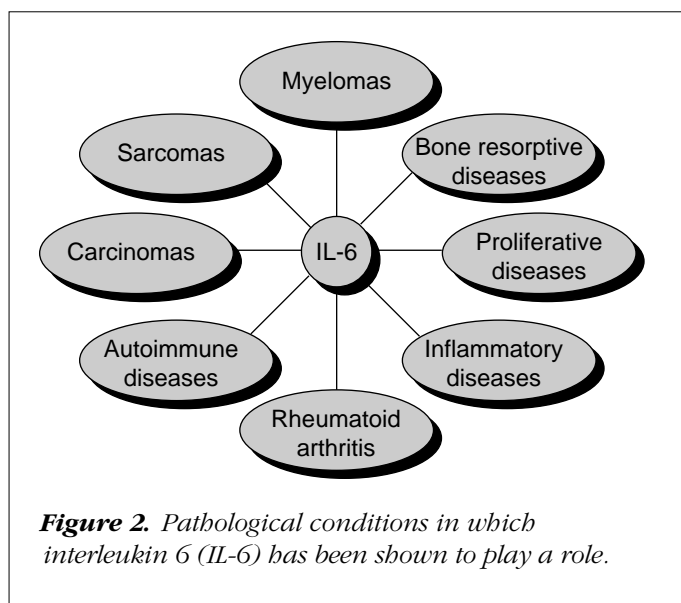 Myelomas
Sarcomas
Bone resorptive
diseases
Carcinomas
IL-6
Proliferative
diseases
Autoimmune
diseases
Inflammatory
diseases
Rheumatoid
arthritis
Figure 2. Pathological conditions in which
interleukin 6 (IL-6) has been shown to play a role.